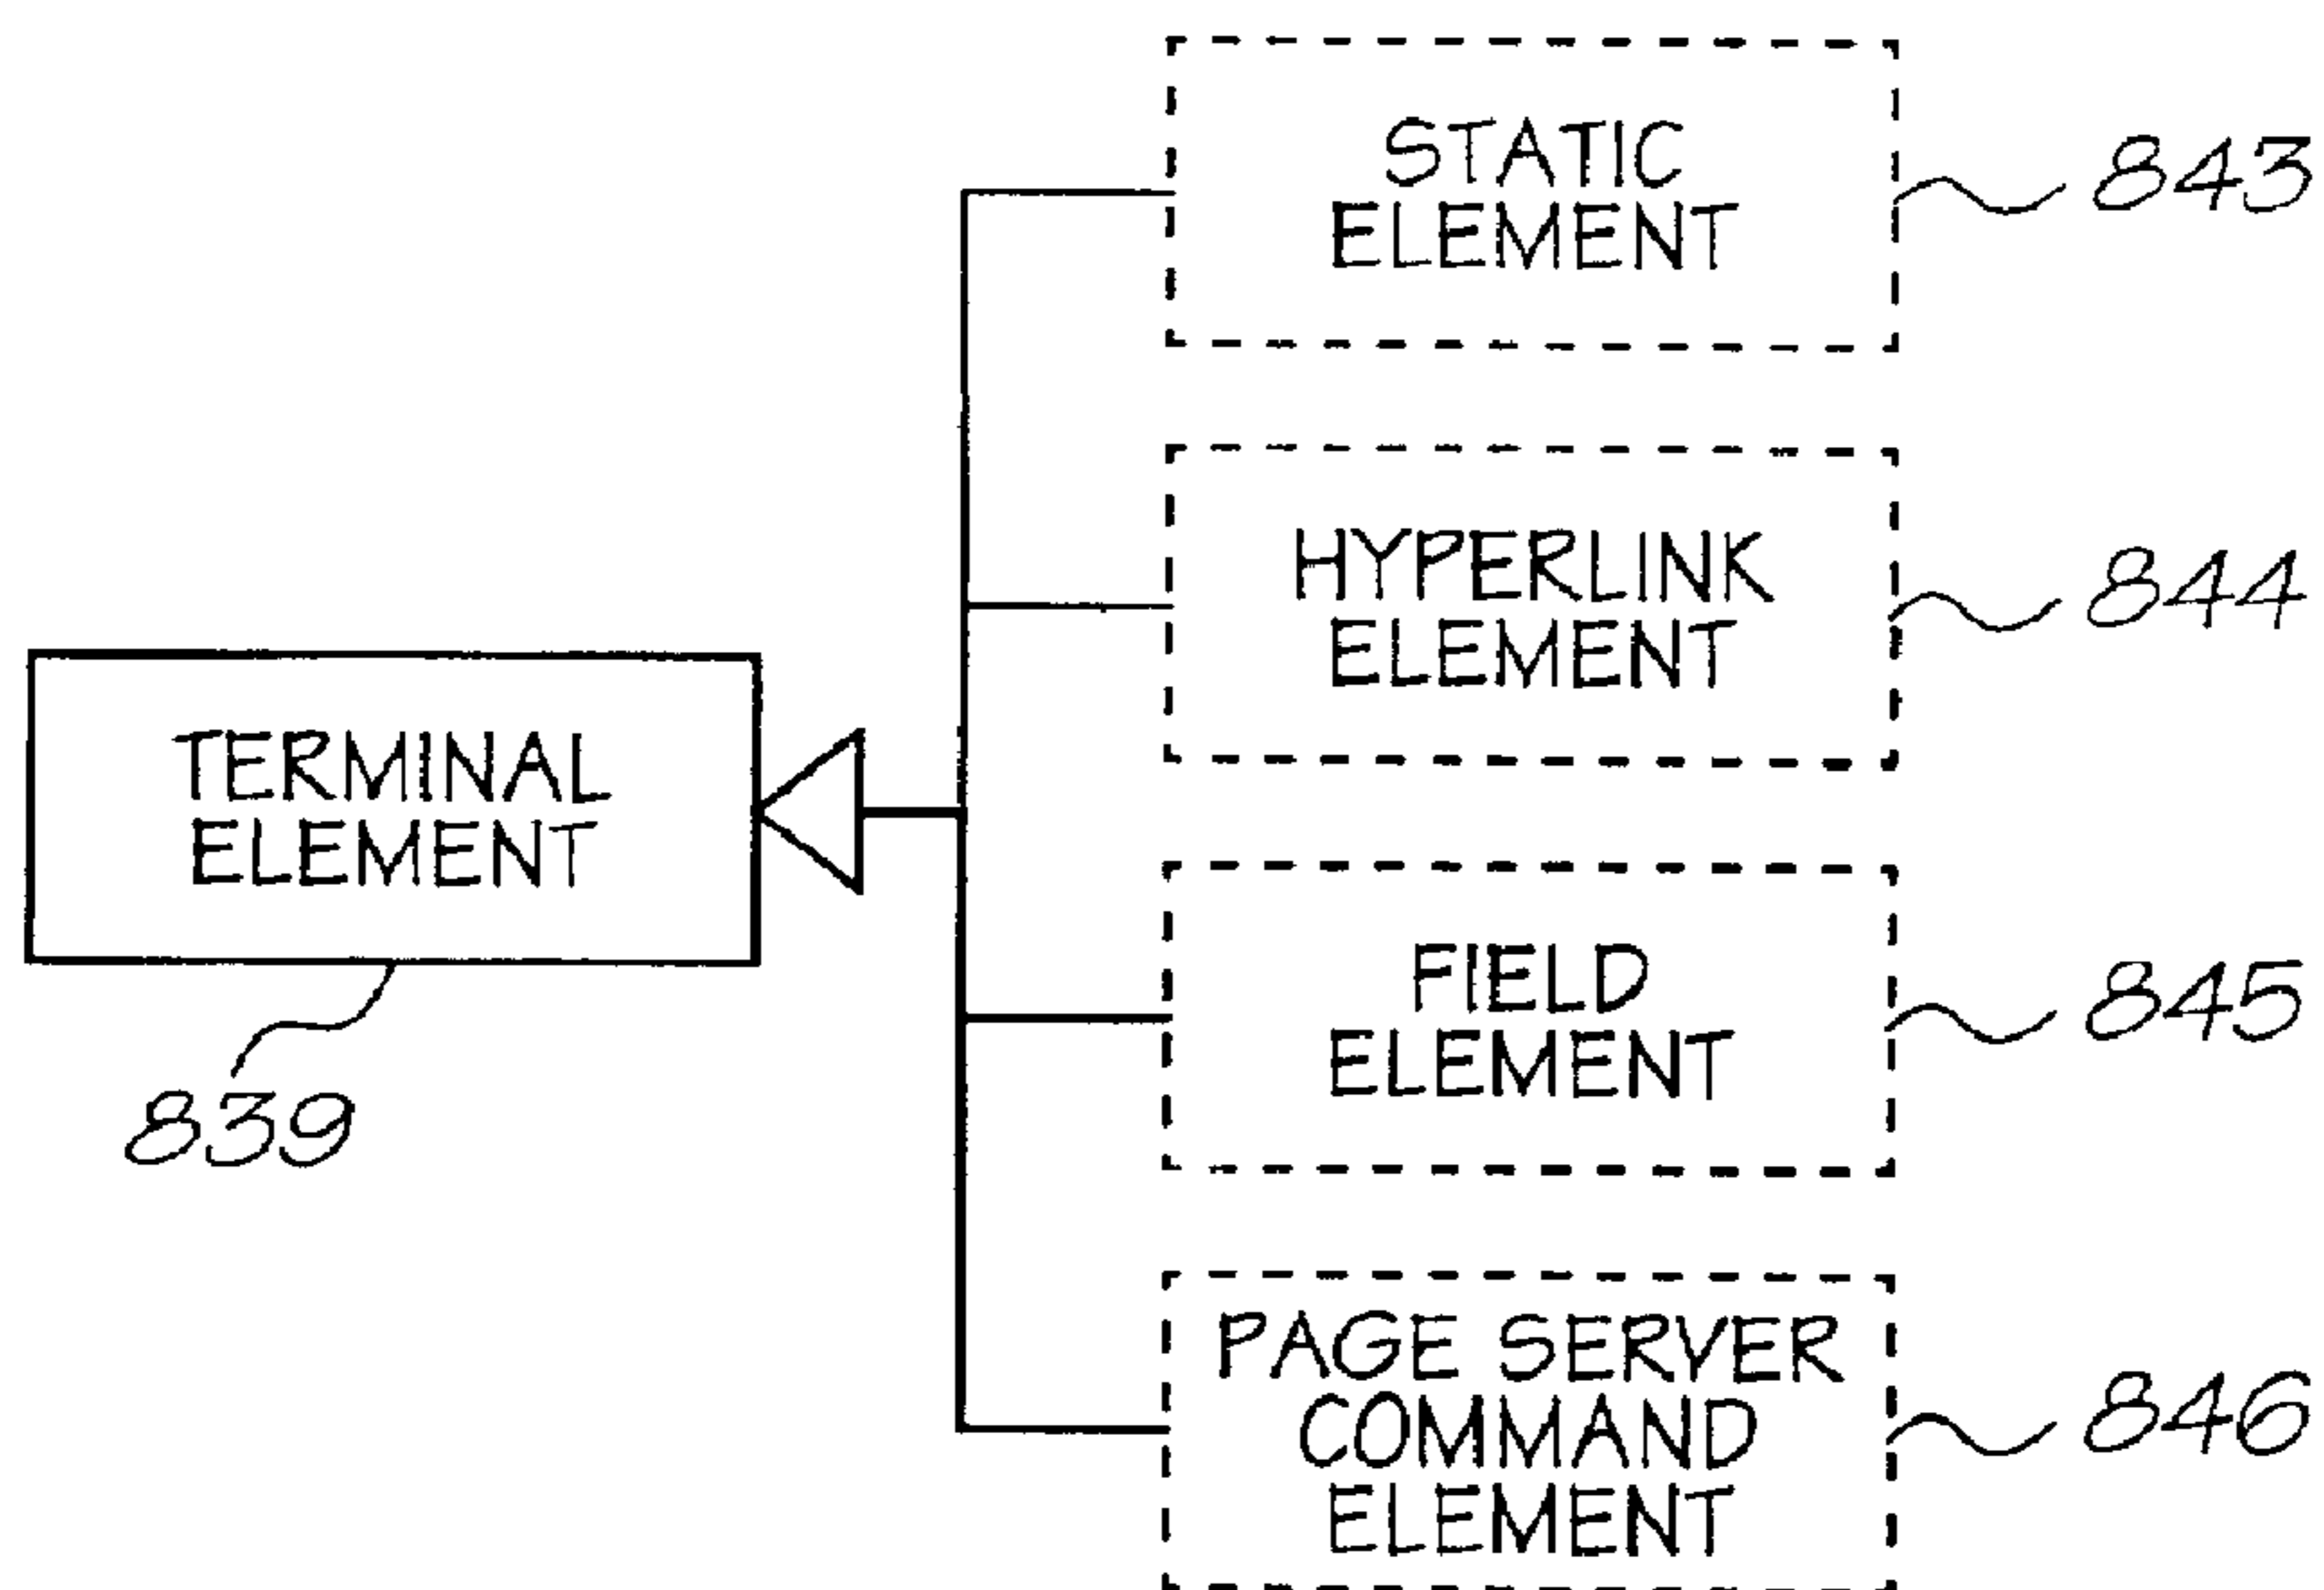 STATIC
ELEMENT
843
HYPERLINK
ELEMENT
844
TERMINAL
ELEMENT
839
FIELD
ELEMENT
845
PAGE SERVER
COMMAND
ELEMENT
846